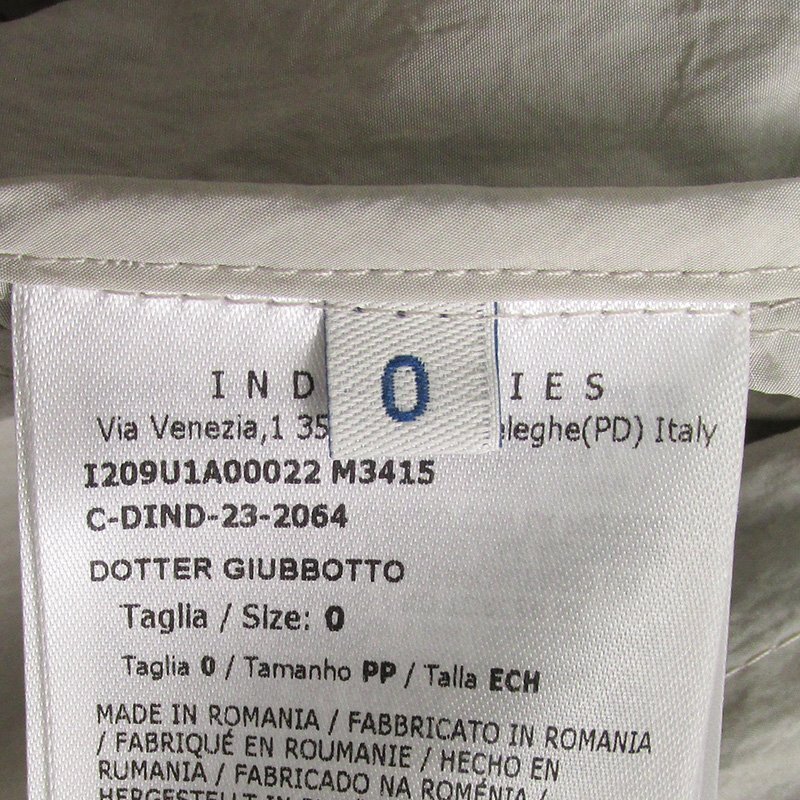 0
IND IES
Via Venezia,1 35 eleghe(PD) Italy
I209U1A00022 M3415
C-DIND-23-2064
DOTTER GIUBBOTTO
Taglia / Size: 0
Taglia 0 / Tamanho PP / Talla ECH
MADE IN ROMANIA / FABBRICATO IN ROMANIA
/ FABRIQUÉ EN ROUMANIE / HECHO EN
RUMANIA / FABRICADO NA ROMÉNIA /
HERGESTELLT IN